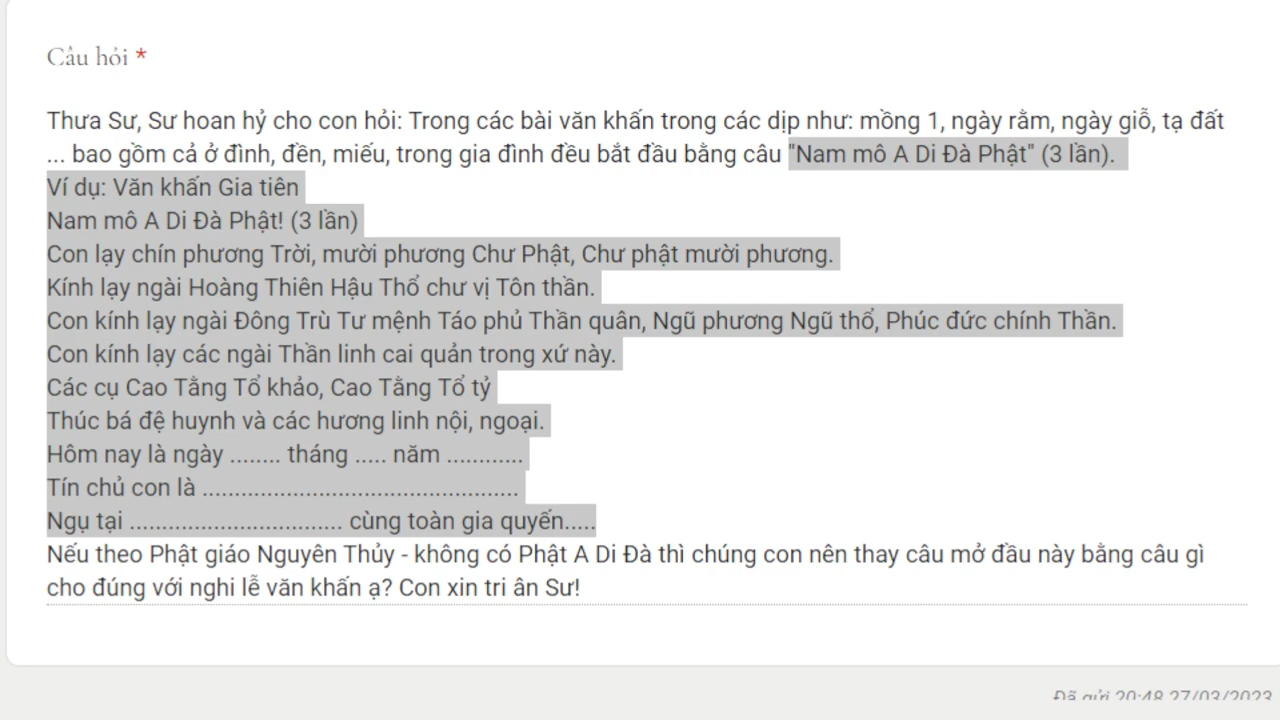 Câu hỏi *
Thưa Sư, Sư hoan hỷ cho con hỏi: Trong các bài văn khấn trong các dịp như: mồng 1, ngày rằm, ngày giỗ, tạ đất
... bao gồm cả ở đình, đền, miếu, trong gia đình đều bắt đầu bằng câu "Nam mô A Di Đà Phật" (3 lần).
Ví dụ: Văn khấn Gia tiên
Nam mô A Di Đà Phật! (3 lần)
Con lạy chín phương Trời, mười phương Chư Phật, Chư phật mười phương.
Kính lạy ngài Hoàng Thiên Hậu Thổ chư vị Tôn thần.
Con kính lạy ngài Đông Trù Tư mệnh Táo phủ Thần quân, Ngũ phương Ngũ thổ, Phúc đức chính Thần.
Con kính lạy các ngài Thần linh cai quản trong xứ này.
Các cụ Cao Tằng Tổ khảo, Cao Tằng Tổ tỷ
Thúc bá đệ huynh và các hương linh nội, ngoại.
Hôm nay là ngày ........ tháng ..... năm ............
Tín chủ con là .................................................
Ngụ tại ................................. cùng toàn gia quyến.....
Nếu theo Phật giáo Nguyên Thủy - không có Phật A Di Đà thì chúng con nên thay câu mở đầu này bằng câu gì
cho đúng với nghi lễ văn khấn ạ? Con xin tri ân Sư!
Đã gửi 20:48 27/03/2023